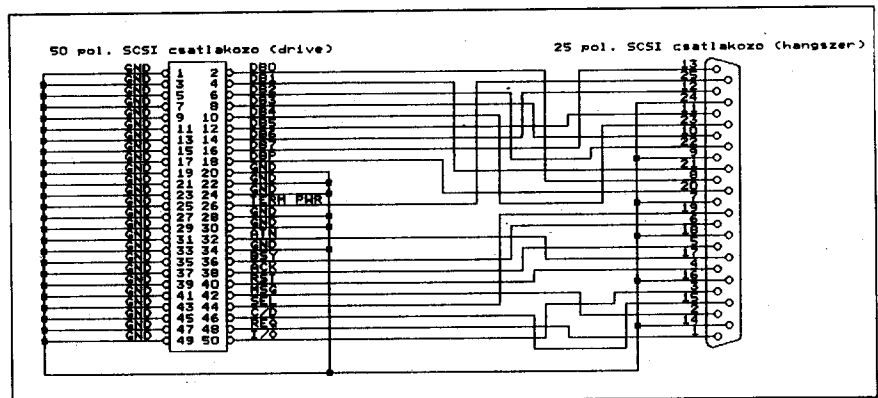 50 pol. SCSI csatlakozo (drive)
25 pol. SCSI csatlakozo (hangszer)
GND 1 2 DB0
GND 3 4 DB1
GND 5 6 DB2
GND 7 8 DB3
GND 9 10 DB4
GND 11 12 DB5
GND 13 14 DB6
GND 15 16 DB7
GND 17 18 DBP
GND 19 20 GND
GND 21 22 GND
GND 23 24 GND
GND 25 26 TERM PWR
GND 27 28 GND
GND 29 30 GND
GND 31 32 ATN
GND 33 34 GND
GND 35 36 BSY
GND 37 38 ACK
GND 39 40 RST
GND 41 42 MSG
GND 43 44 SEL
GND 45 46 C/D
GND 47 48 REQ
GND 49 50 I/O
13
25
12
24
11
23
10
22
9
21
8
20
7
19
6
18
5
17
4
16
3
15
2
14
1